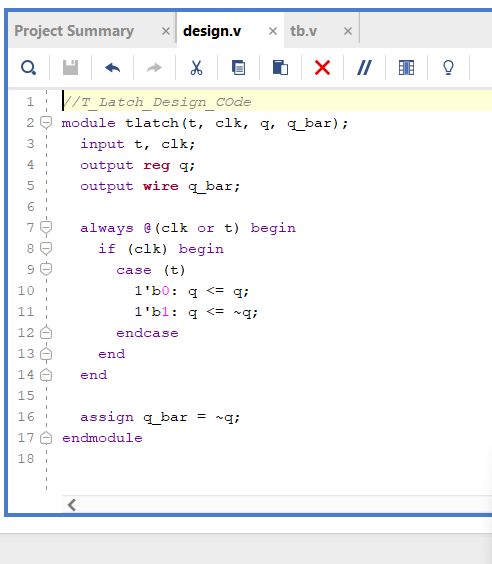 Project Summary × design.v × tb.v ×
1 //T_Latch_Design_COde
2 module tlatch(t, clk, q, q_bar);
3 input t, clk;
4 output reg q;
5 output wire q_bar;
6
7 always @(clk or t) begin
8 if (clk) begin
9 case (t)
10 1'b0: q <= q;
11 1'b1: q <= ~q;
12 endcase
13 end
14 end
15
16 assign q_bar = ~q;
17 endmodule
18